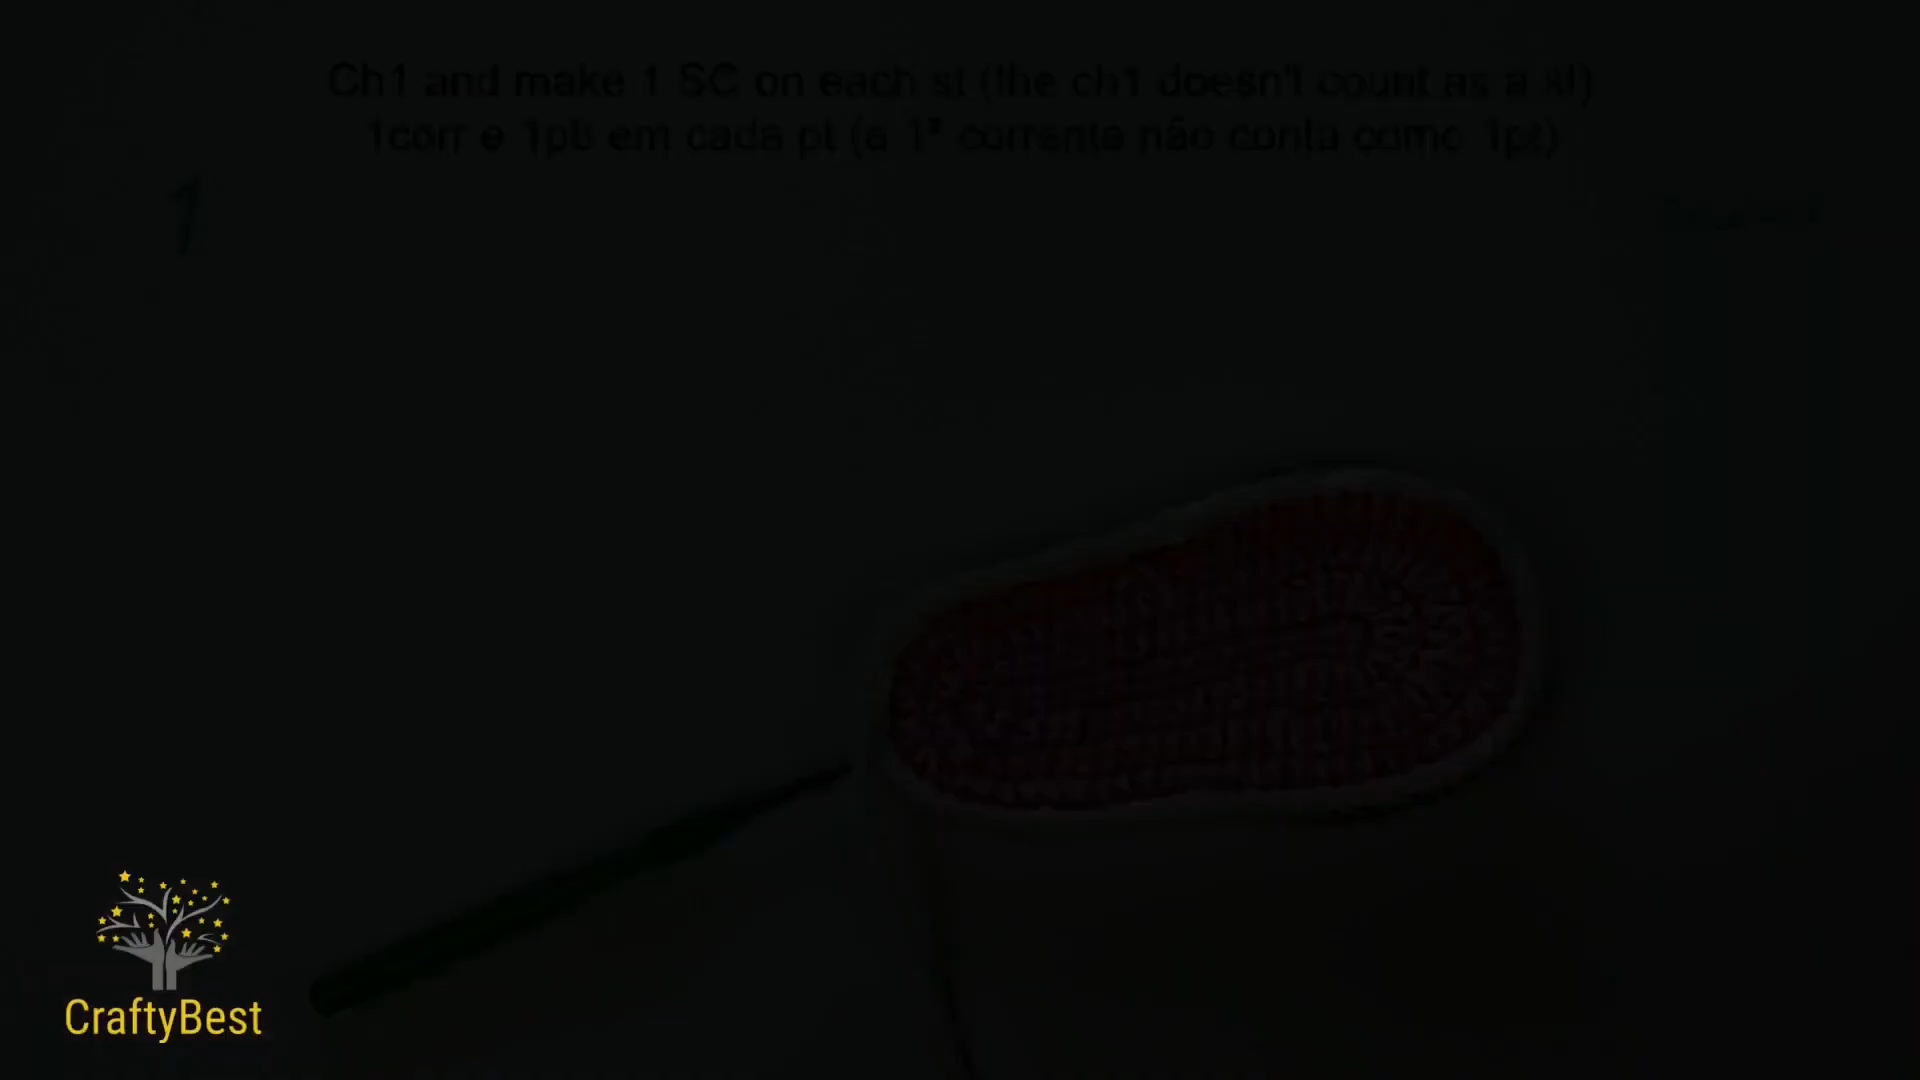 Ch1 and make 1 SC on each st (the ch1 doesn't count as a st)
1corr e 1pb em cada pt (a 1ª corrente não conta como 1pt)
1
CraftyBest